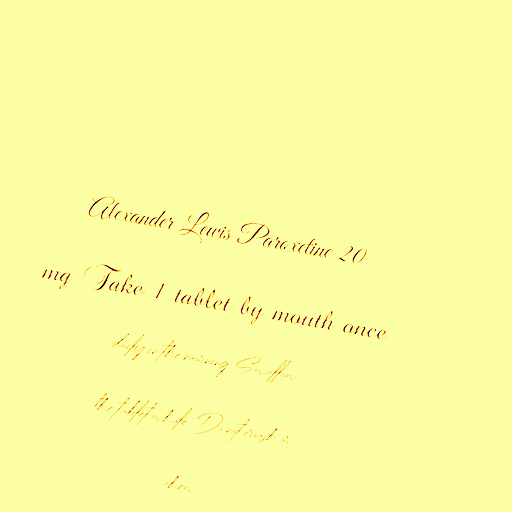 Alexander Lewis Paroxetine 20
mg Take 1 tablet by mouth once
daily in the morning Swallow
the tablet whole Do not crush or